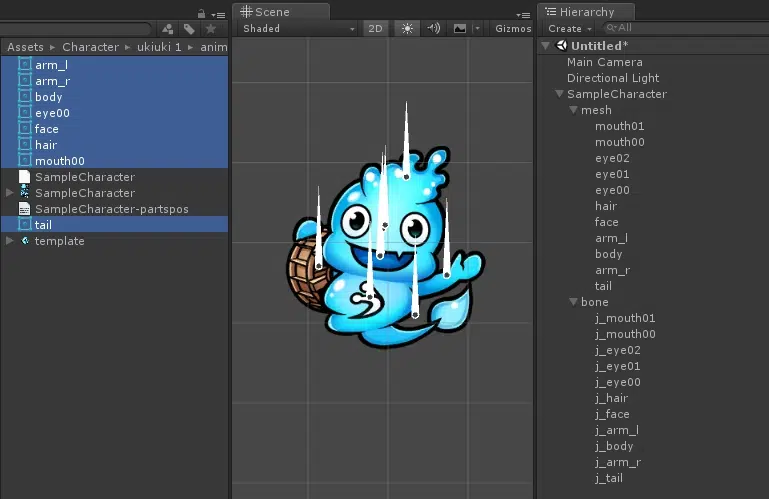 Assets ▸ Character ▸ ukiuki 1 ▸ anim
arm_l
arm_r
body
eye00
face
hair
mouth00
SampleCharacter
SampleCharacter
SampleCharacter-partspos
tail
template
Scene
Shaded
2D
Gizmos
Hierarchy
Create
All
Untitled*
Main Camera
Directional Light
SampleCharacter
mesh
mouth01
mouth00
eye02
eye01
eye00
hair
face
arm_l
body
arm_r
tail
bone
j_mouth01
j_mouth00
j_eye02
j_eye01
j_eye00
j_hair
j_face
j_arm_l
j_body
j_arm_r
j_tail